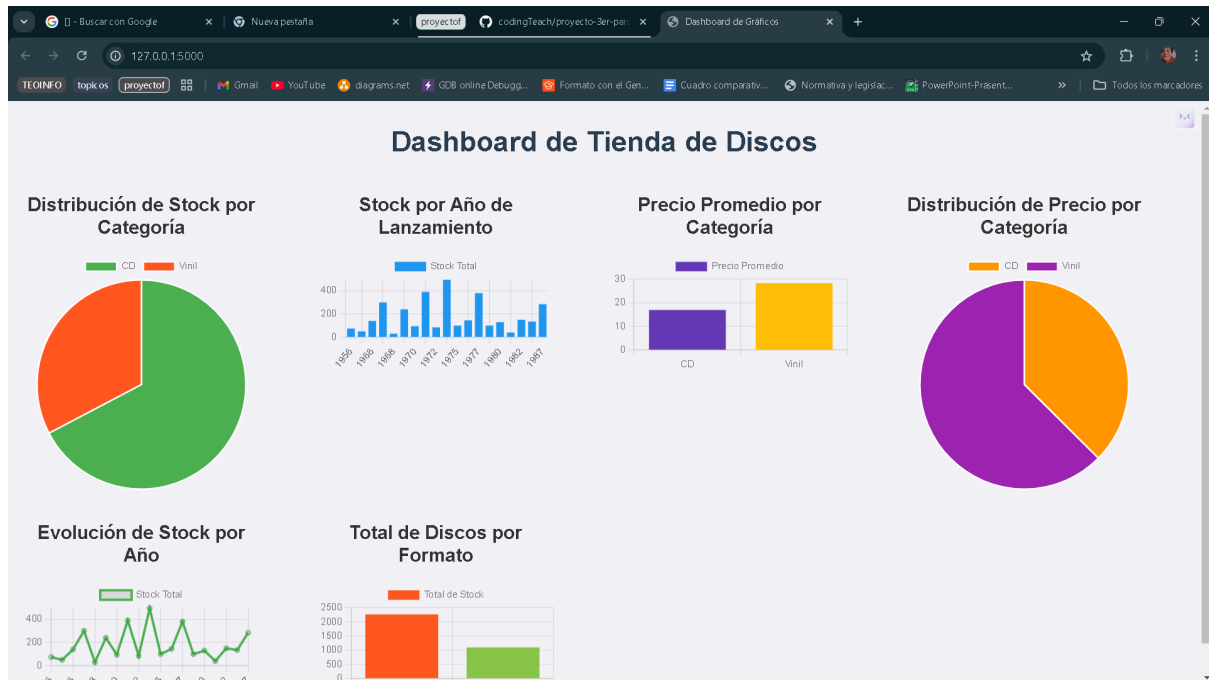 [] - Buscar con Google
Nueva pestaña
proyectof
codingTeach/proyecto-3er-par
Dashboard de Gráficos
127.0.0.1:5000
TEOINFO
topicos
proyectof
Gmail
YouTube
diagrams.net
GDB online Debugg...
Formato con el Gen...
Cuadro comparativ...
Normativa y legislac...
PowerPoint-Präsent...
»
Todos los marcadores
Dashboard de Tienda de Discos
Distribución de Stock por
Categoría
CD Vinil
Stock por Año de
Lanzamiento
Stock Total
400
200
0
1956 1966 1968 1970 1972 1975 1977 1980 1982 1987
Precio Promedio por
Categoría
Precio Promedio
30
20
10
0
CD Vinil
Distribución de Precio por
Categoría
CD Vinil
Evolución de Stock por
Año
Stock Total
400
200
0
Total de Discos por
Formato
Total de Stock
2500
2000
1500
1000
500
0